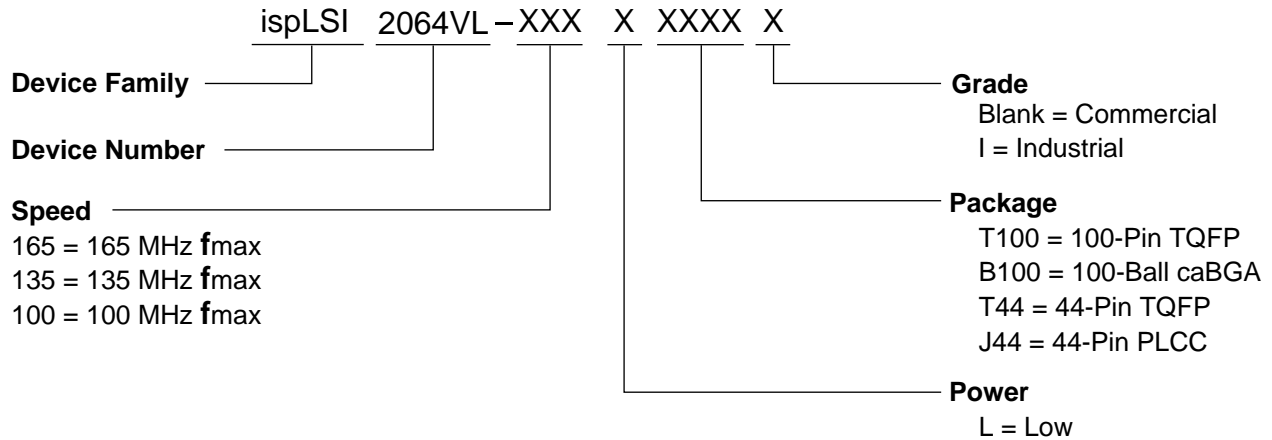 ispLSI 2064VL – XXX X XXXX X
Device Family
Device Number
Speed
165 = 165 MHz fmax
135 = 135 MHz fmax
100 = 100 MHz fmax
Grade
Blank = Commercial
I = Industrial
Package
T100 = 100-Pin TQFP
B100 = 100-Ball caBGA
T44 = 44-Pin TQFP
J44 = 44-Pin PLCC
Power
L = Low